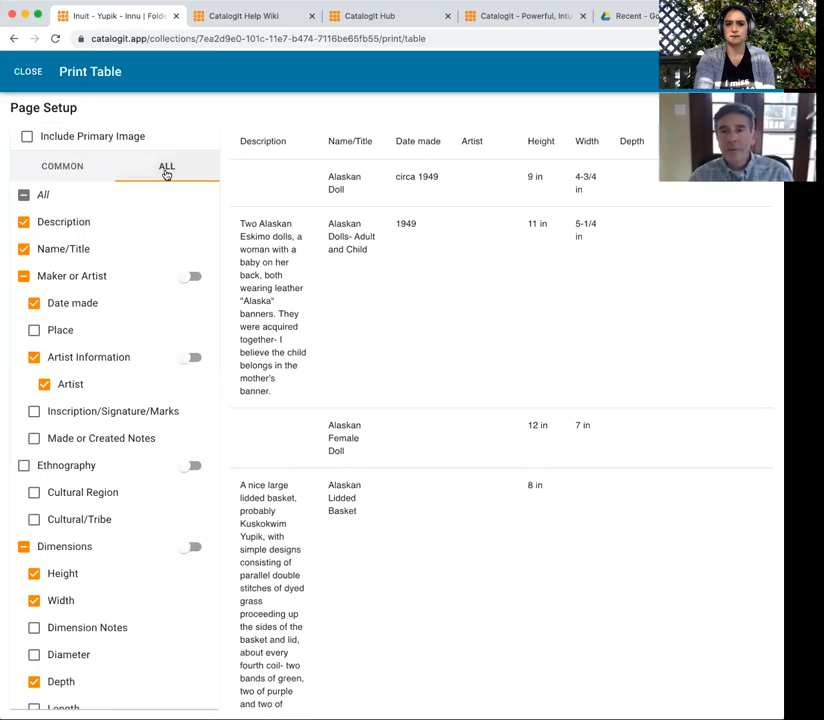 Inuit - Yupik - Innu | Folde
CatalogIt Help Wiki
CatalogIt Hub
CatalogIt - Powerful, Intu
Recent - Go
catalogit.app/collections/7ea2d9e0-101c-11e7-b474-7116be65fb55/print/table
CLOSE
Print Table
I miss
Page Setup
Include Primary Image
COMMON
ALL
All
Description
Name/Title
Maker or Artist
Date made
Place
Artist Information
Artist
Inscription/Signature/Marks
Made or Created Notes
Ethnography
Cultural Region
Cultural/Tribe
Dimensions
Height
Width
Dimension Notes
Diameter
Depth
Length
Description Name/Title Date made Artist Height Width Depth
Alaskan circa 1949 9 in 4-3/4
Doll in
Two Alaskan Alaskan 1949 11 in 5-1/4
Eskimo dolls, a Dolls- Adult in
woman with a and Child
baby on her
back, both
wearing leather
"Alaska"
banners. They
were acquired
together- I
believe the child
belongs in the
mother's
banner.
Alaskan 12 in 7 in
Female
Doll
A nice large Alaskan 8 in
lidded basket, Lidded
probably Basket
Kuskokwim
Yupik, with
simple designs
consisting of
parallel double
stitches of dyed
grass
proceeding up
the sides of the
basket and lid,
about every
fourth coil- two
bands of green,
two of purple
and two of